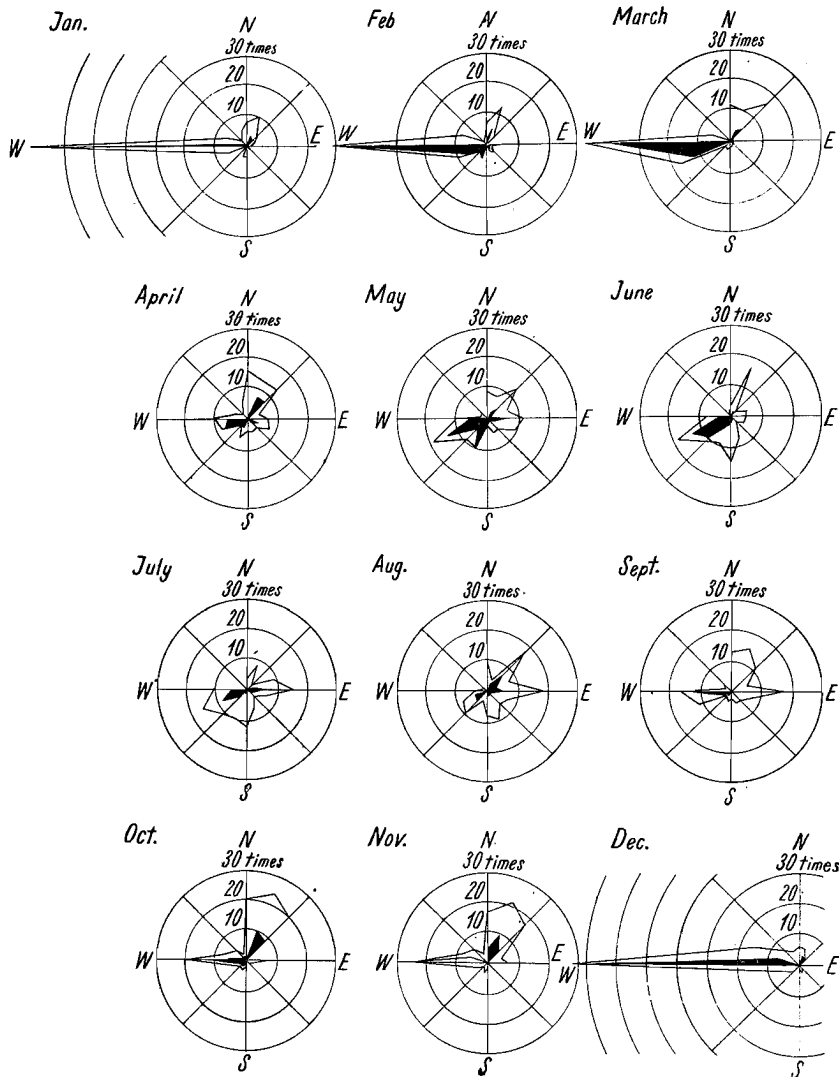 Jan. N Feb N March N
30 times 30 times 30 times
20 20 20
10 10 10
W E W E W E
S S S
April N May N June N
30 times 30 times 30 times
20 20 20
10 10 10
W E W E W E
S S S
July N Aug. N Sept. N
30 times 30 times. 30 times
20 20 20
10 10 10
W E W E W E
S S S
Oct. N Nov. N Dec. N
30 times 30 times 30 times
20 20 20
10 10 10
W E W E W E
S S S